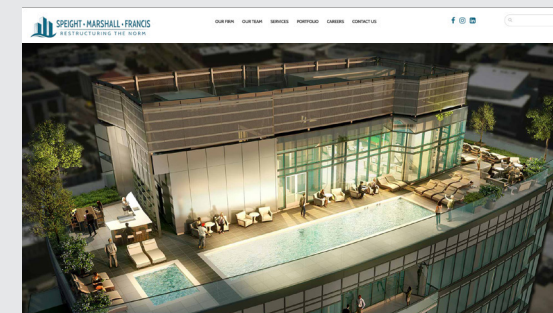 SPEIGHT • MARSHALL • FRANCIS
RESTRUCTURING THE NORM
OUR FIRM OUR TEAM SERVICES PORTFOLIO CAREERS CONTACT US